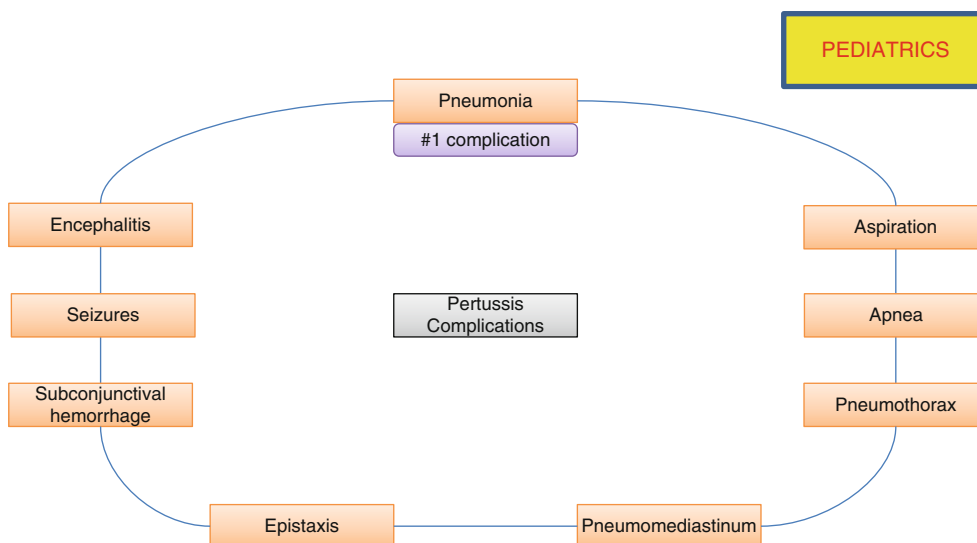 PEDIATRICS
Pneumonia
#1 complication
Encephalitis
Aspiration
Seizures
Pertussis
Complications
Apnea
Subconjunctival
hemorrhage
Pneumothorax
Epistaxis
Pneumomediastinum